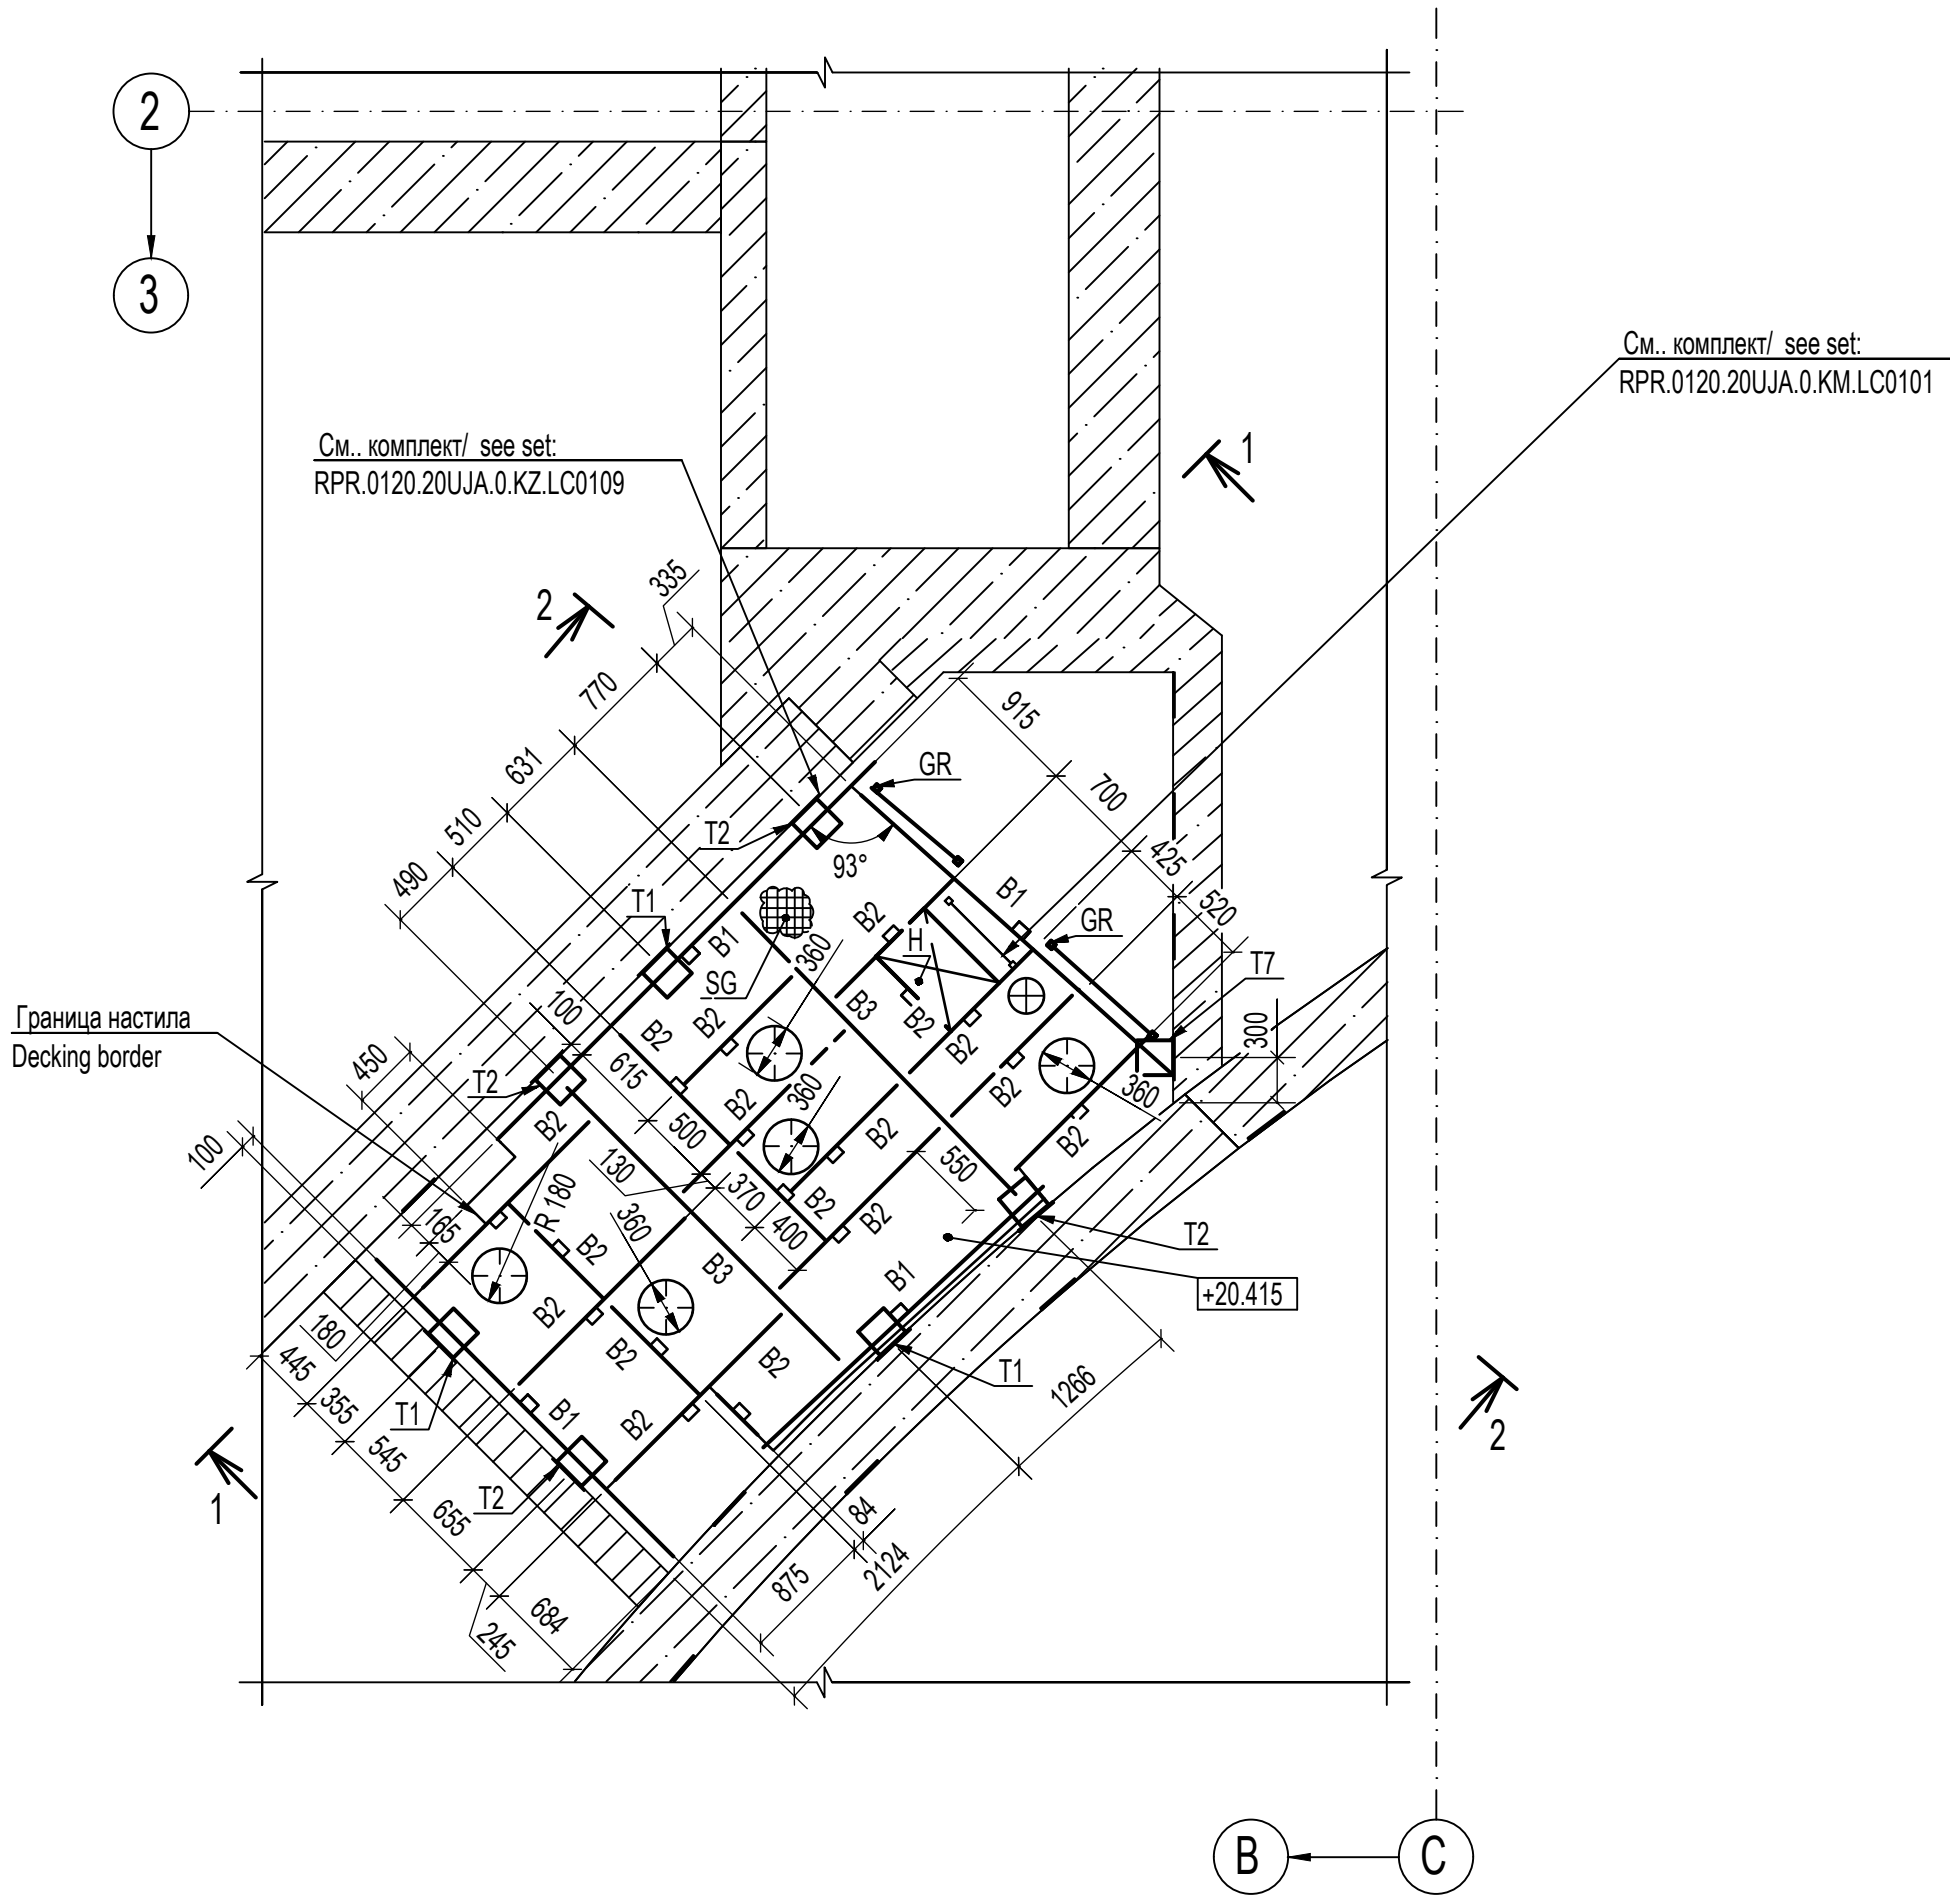 2
3
См.. комплект/ see set:
RPR.0120.20UJA.0.KM.LC0101
См.. комплект/ see set:
RPR.0120.20UJA.0.KZ.LC0109
1
2
335
770
631
510
490
915
700
425
520
GR
T2
93°
T1
B1
B2
H
B1
GR
T7
SG
360
B3
B2
B2
B2
B2
100
615
300
Граница настила
Decking border
450
T2
B2
360
B2
B2
360
B2
100
500
B2
130
370
550
B2
R 180
360
400
B2
T2
165
B2
B3
B1
+20.415
180
B2
B2
B2
445
355
T1
B1
B2
T1
1266
545
2
1
T2
655
84
2124
875
684
245
B
C